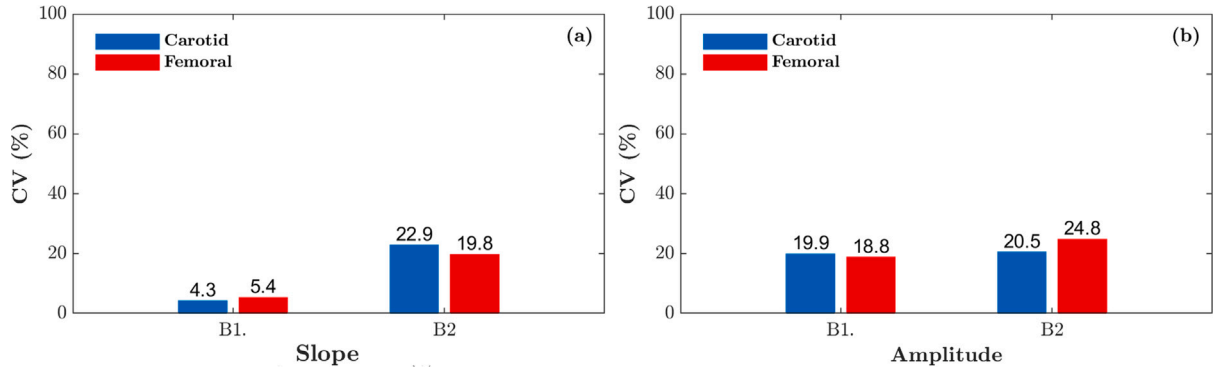 100
80
60
40
20
0
CV (%)
Carotid
Femoral
(a)
4.3
5.4
22.9
19.8
B1.
B2
Slope
100
80
60
40
20
0
CV (%)
Carotid
Femoral
(b)
19.9
18.8
20.5
24.8
B1.
B2
Amplitude